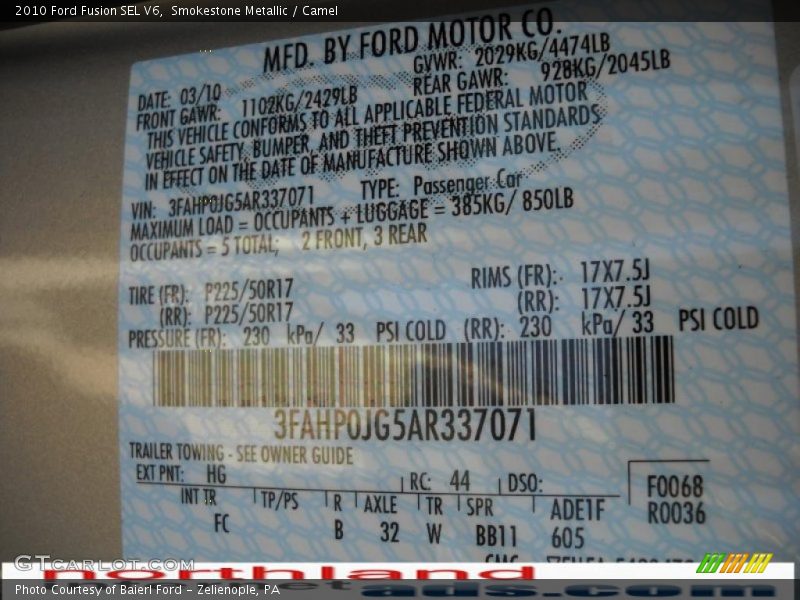 2010 Ford Fusion SEL V6, Smokestone Metallic / Camel
MFD. BY FORD MOTOR CO.
DATE: 03/10 GVWR: 2029KG/4474LB
FRONT GAWR: 1102KG/2429LB REAR GAWR: 928KG/2045LB
THIS VEHICLE CONFORMS TO ALL APPLICABLE FEDERAL MOTOR
VEHICLE SAFETY, BUMPER, AND THEFT PREVENTION STANDARDS
IN EFFECT ON THE DATE OF MANUFACTURE SHOWN ABOVE.
VIN: 3FAHP0JG5AR337071 TYPE: Passenger Car
MAXIMUM LOAD = OCCUPANTS + LUGGAGE = 385KG/ 850LB
OCCUPANTS = 5 TOTAL; 2 FRONT, 3 REAR
TIRE (FR): P225/50R17 RIMS (FR): 17X7.5J
(RR): P225/50R17 (RR): 17X7.5J
PRESSURE (FR): 230 kPa/ 33 PSI COLD (RR): 230 kPa/ 33 PSI COLD
3FAHP0JG5AR337071
TRAILER TOWING - SEE OWNER GUIDE
EXT PNT: HG RC: 44 DSO: F0068
INT TR TP/PS R AXLE TR SPR ADE1F R0036
FC B 32 W BB11 605
GTCarLot.com
northland
ads.com
Photo Courtesy of Baierl Ford - Zelienople, PA